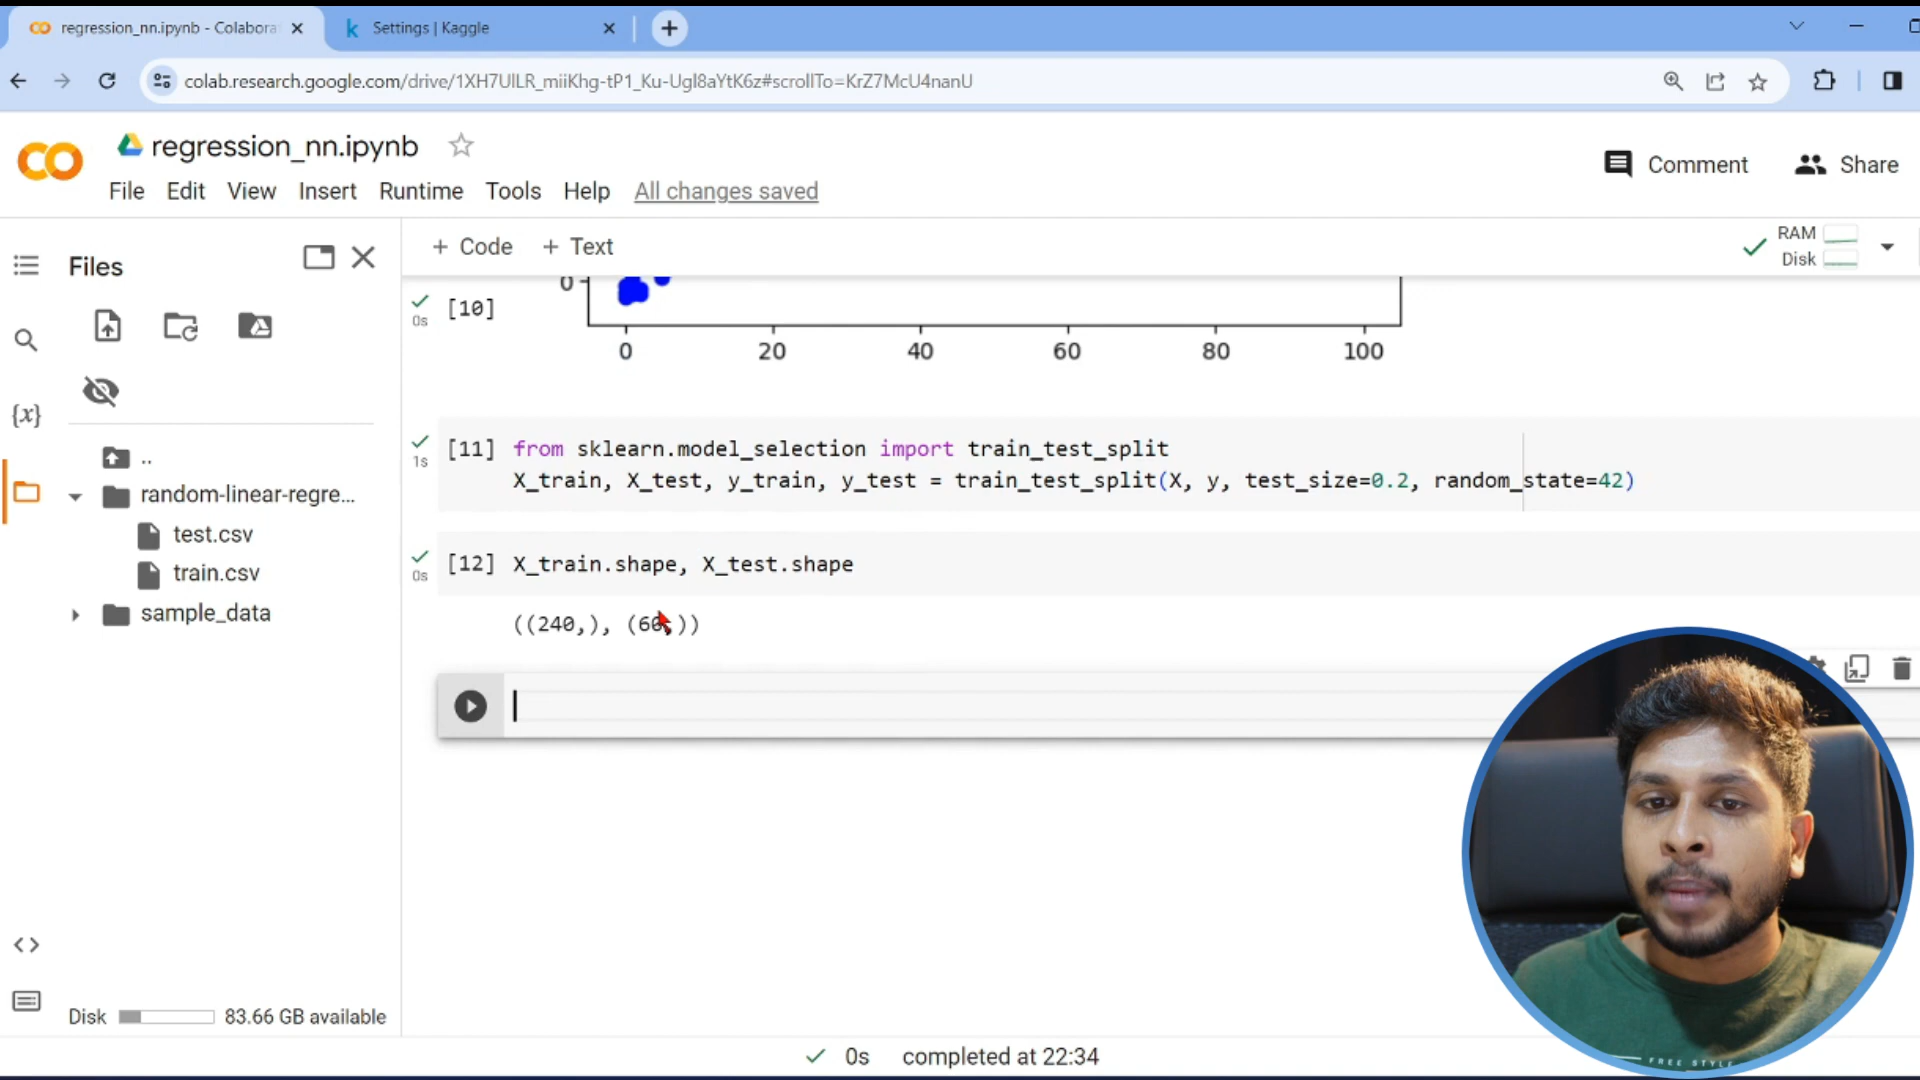 regression_nn.ipynb - Colabora
Settings | Kaggle
colab.research.google.com/drive/1XH7UlLR_miiKhg-tP1_Ku-Ugl8aYtK6z#scrollTo=KrZ7McU4nanU
regression_nn.ipynb
Comment
Share
File Edit View Insert Runtime Tools Help All changes saved
Files
+ Code + Text
RAM
Disk
0
[10]
0s
0 20 40 60 80 100
{x}
..
random-linear-regre...
test.csv
train.csv
sample_data
[11] from sklearn.model_selection import train_test_split
1s
X_train, X_test, y_train, y_test = train_test_split(X, y, test_size=0.2, random_state=42)
[12] X_train.shape, X_test.shape
0s
((240,), (60,))
Disk 83.66 GB available
0s completed at 22:34
FREE STYLE